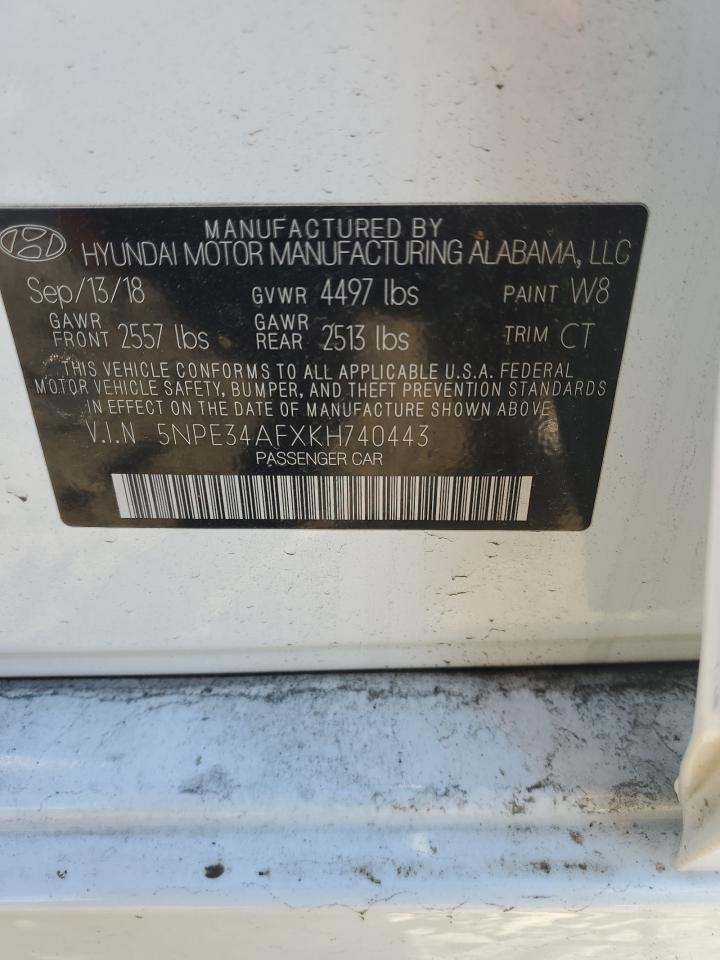 MANUFACTURED BY
HYUNDAI MOTOR MANUFACTURING ALABAMA, LLC
Sep/13/18 GVWR 4497 lbs PAINT W8
GAWR FRONT 2557 lbs GAWR REAR 2513 lbs TRIM CT
THIS VEHICLE CONFORMS TO ALL APPLICABLE U.S.A. FEDERAL
MOTOR VEHICLE SAFETY, BUMPER, AND THEFT PREVENTION STANDARDS
IN EFFECT ON THE DATE OF MANUFACTURE SHOWN ABOVE
V.I.N 5NPE34AFXKH740443
PASSENGER CAR